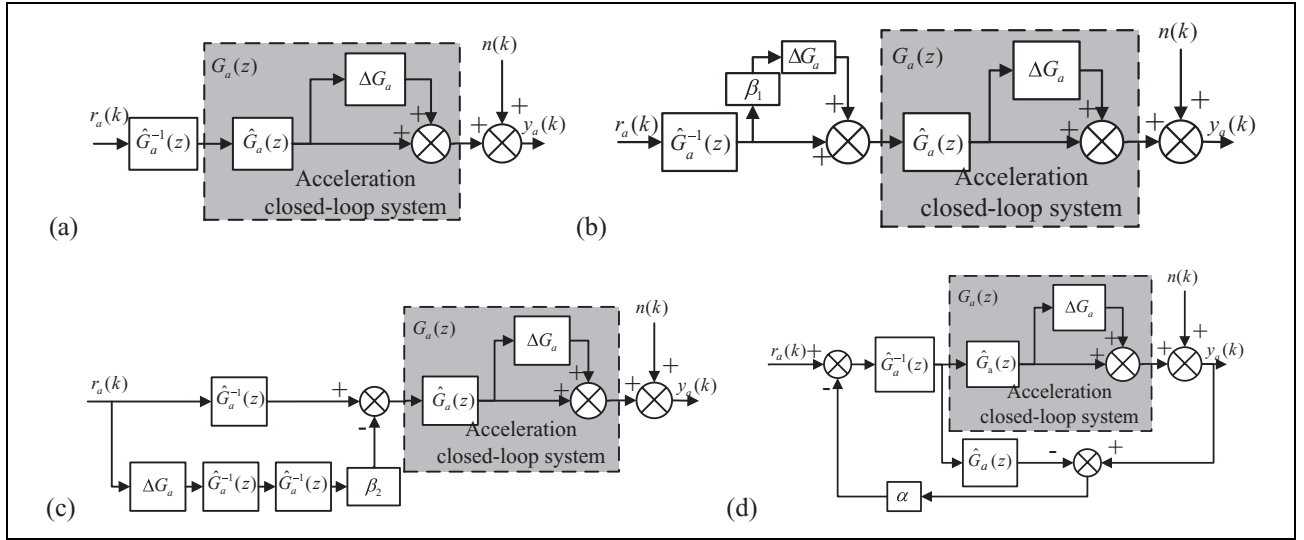 n(k)
G_a(z)
ΔG_a
r_a(k)
Ĝ_a^{-1}(z)
Ĝ_a(z)
+
+
+
+
y_a(k)
Acceleration
closed-loop system
(a)
n(k)
ΔG_a
G_a(z)
ΔG_a
β_1
r_a(k)
Ĝ_a^{-1}(z)
+
+
Ĝ_a(z)
+
+
+
+
y_a(k)
Acceleration
closed-loop system
(b)
n(k)
G_a(z)
ΔG_a
r_a(k)
Ĝ_a^{-1}(z)
+
-
Ĝ_a(z)
+
+
+
+
y_a(k)
Acceleration
closed-loop system
ΔG_a
Ĝ_a^{-1}(z)
Ĝ_a^{-1}(z)
β_2
(c)
n(k)
G_a(z)
ΔG_a
r_a(k)
+
-
Ĝ_a^{-1}(z)
Ĝ_a(z)
+
+
+
+
y_a(k)
Acceleration
closed-loop system
Ĝ_a(z)
-
+
α
(d)